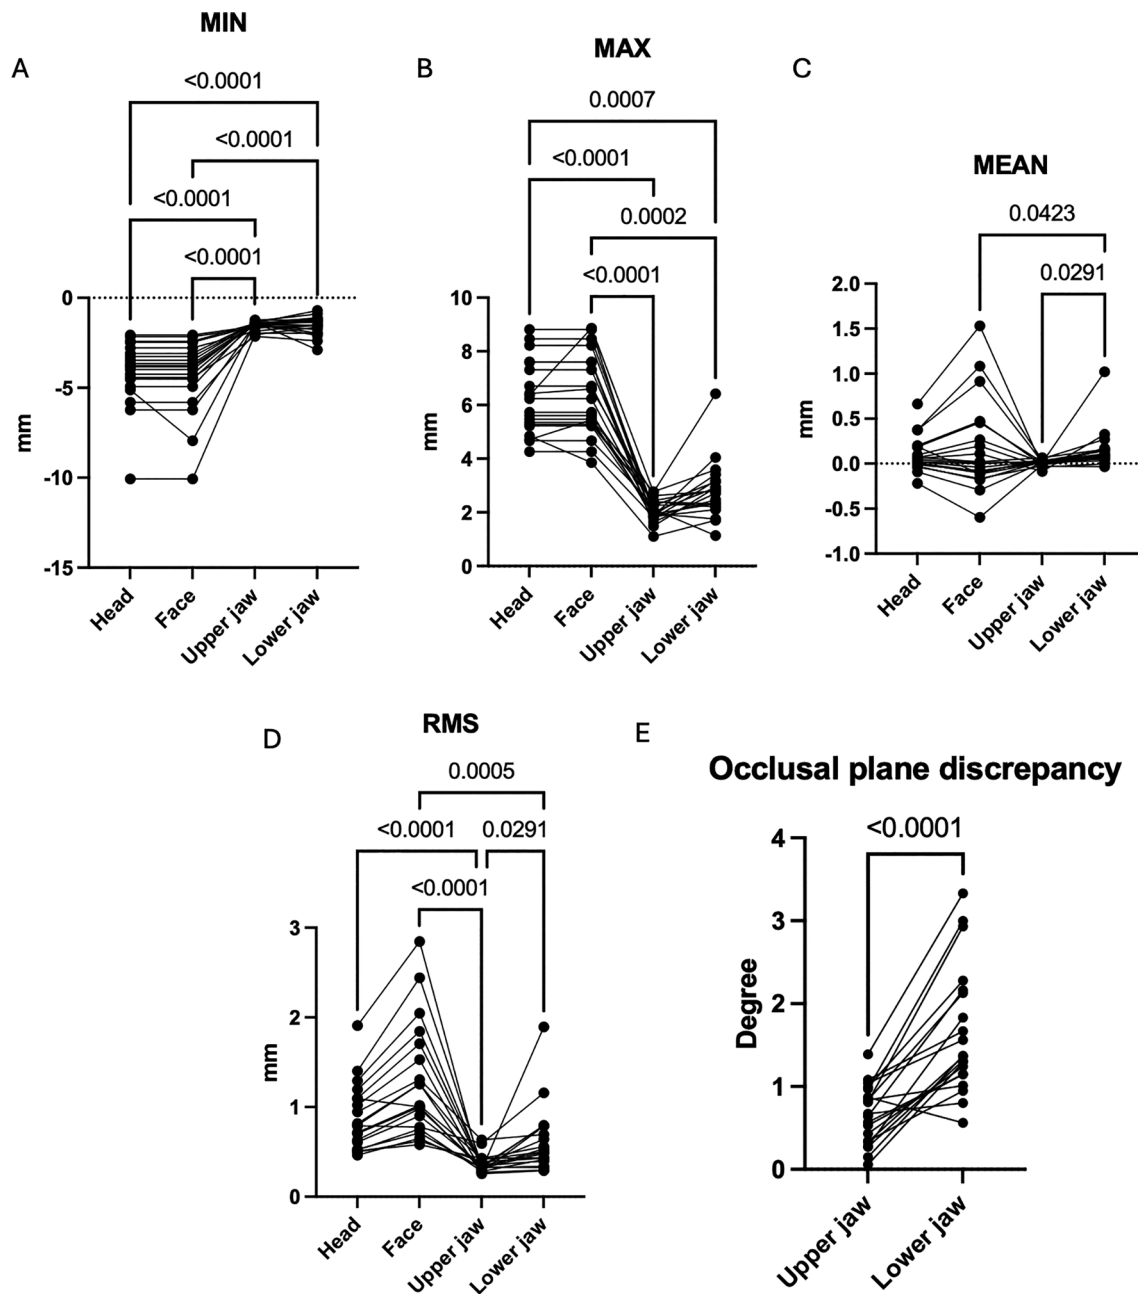 A
MIN
<0.0001
<0.0001
<0.0001
<0.0001
0
-5
-10
-15
mm
Head
Face
Upper jaw
Lower jaw
B
MAX
0.0007
<0.0001
0.0002
<0.0001
10
8
6
4
2
0
mm
Head
Face
Upper jaw
Lower jaw
C
MEAN
0.0423
0.0291
2.0
1.5
1.0
0.5
0.0
-0.5
-1.0
mm
Head
Face
Upper jaw
Lower jaw
D
RMS
0.0005
<0.0001 0.0291
<0.0001
3
2
1
0
mm
Head
Face
Upper jaw
Lower jaw
E
Occlusal plane discrepancy
<0.0001
4
3
2
1
0
Degree
Upper jaw
Lower jaw